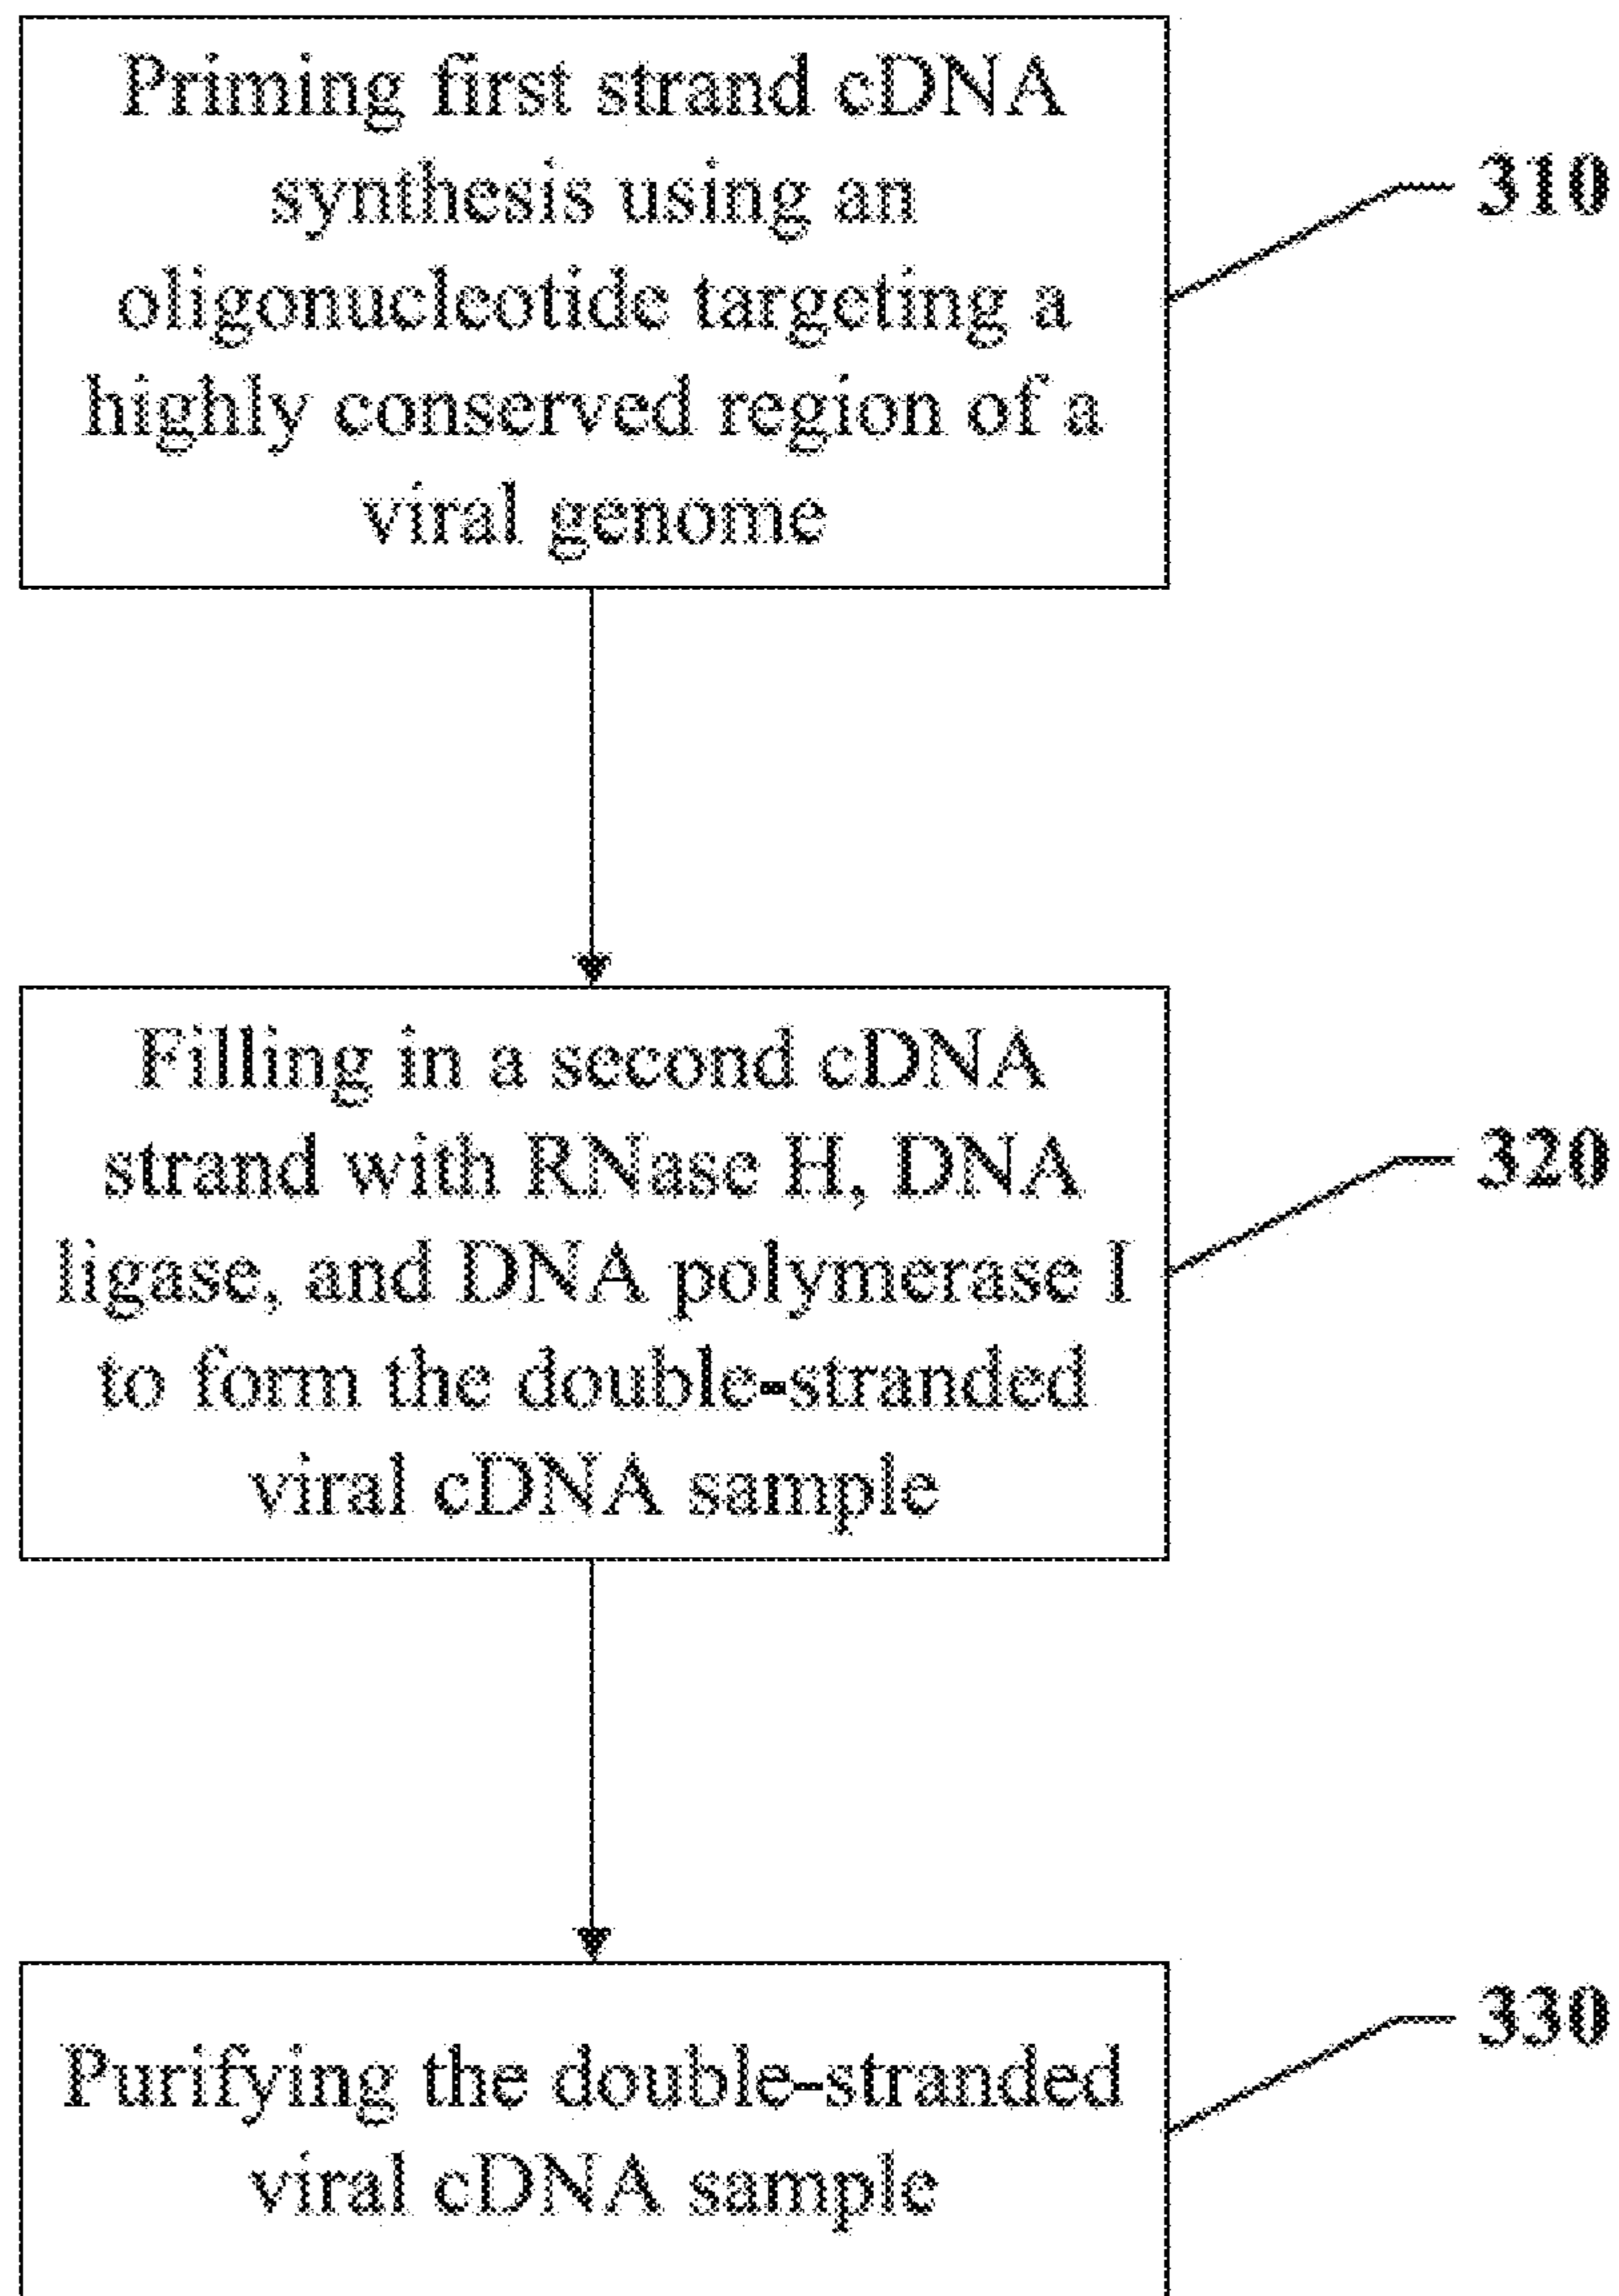 Priming first strand cDNA
synthesis using an
oligonucleotide targeting a
highly conserved region of a
viral genome
310
Filling in a second cDNA
strand with RNase H, DNA
ligase, and DNA polymerase I
to form the double-stranded
viral cDNA sample
320
Purifying the double-stranded
viral cDNA sample
330